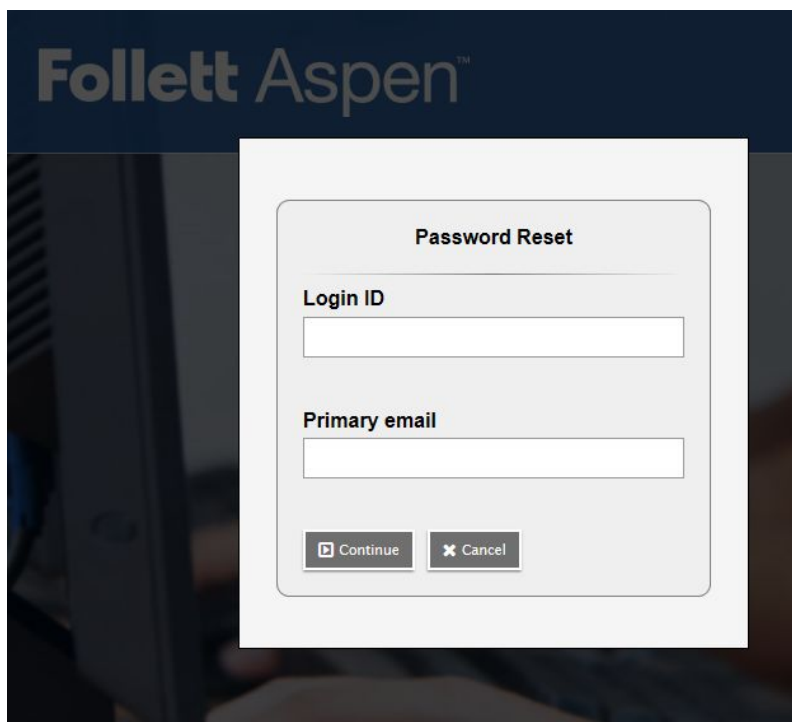 Follett Aspen™
Password Reset
Login ID
Primary email
Continue
Cancel